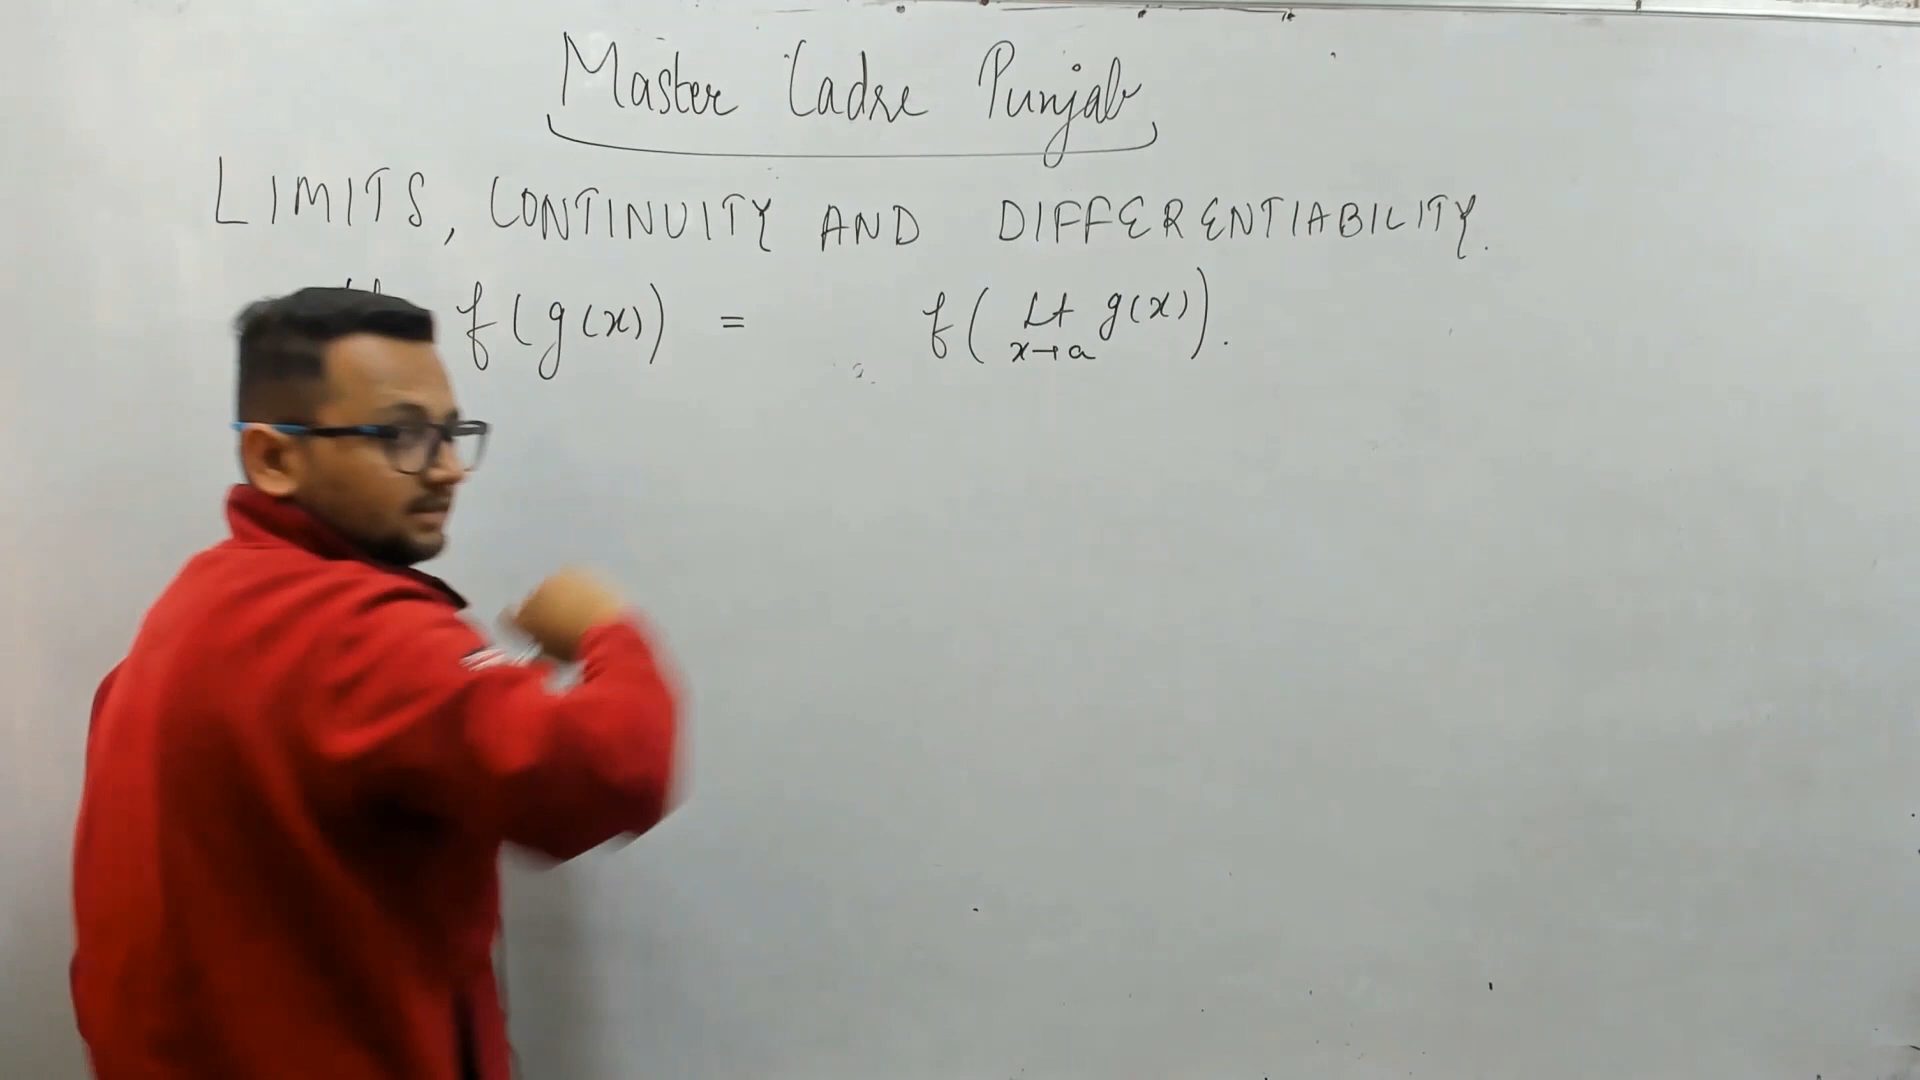 Master Cadre Punjab
LIMITS, CONTINUITY AND DIFFERENTIABILITY.
f(g(x)) = f(Lt x→a g(x)).